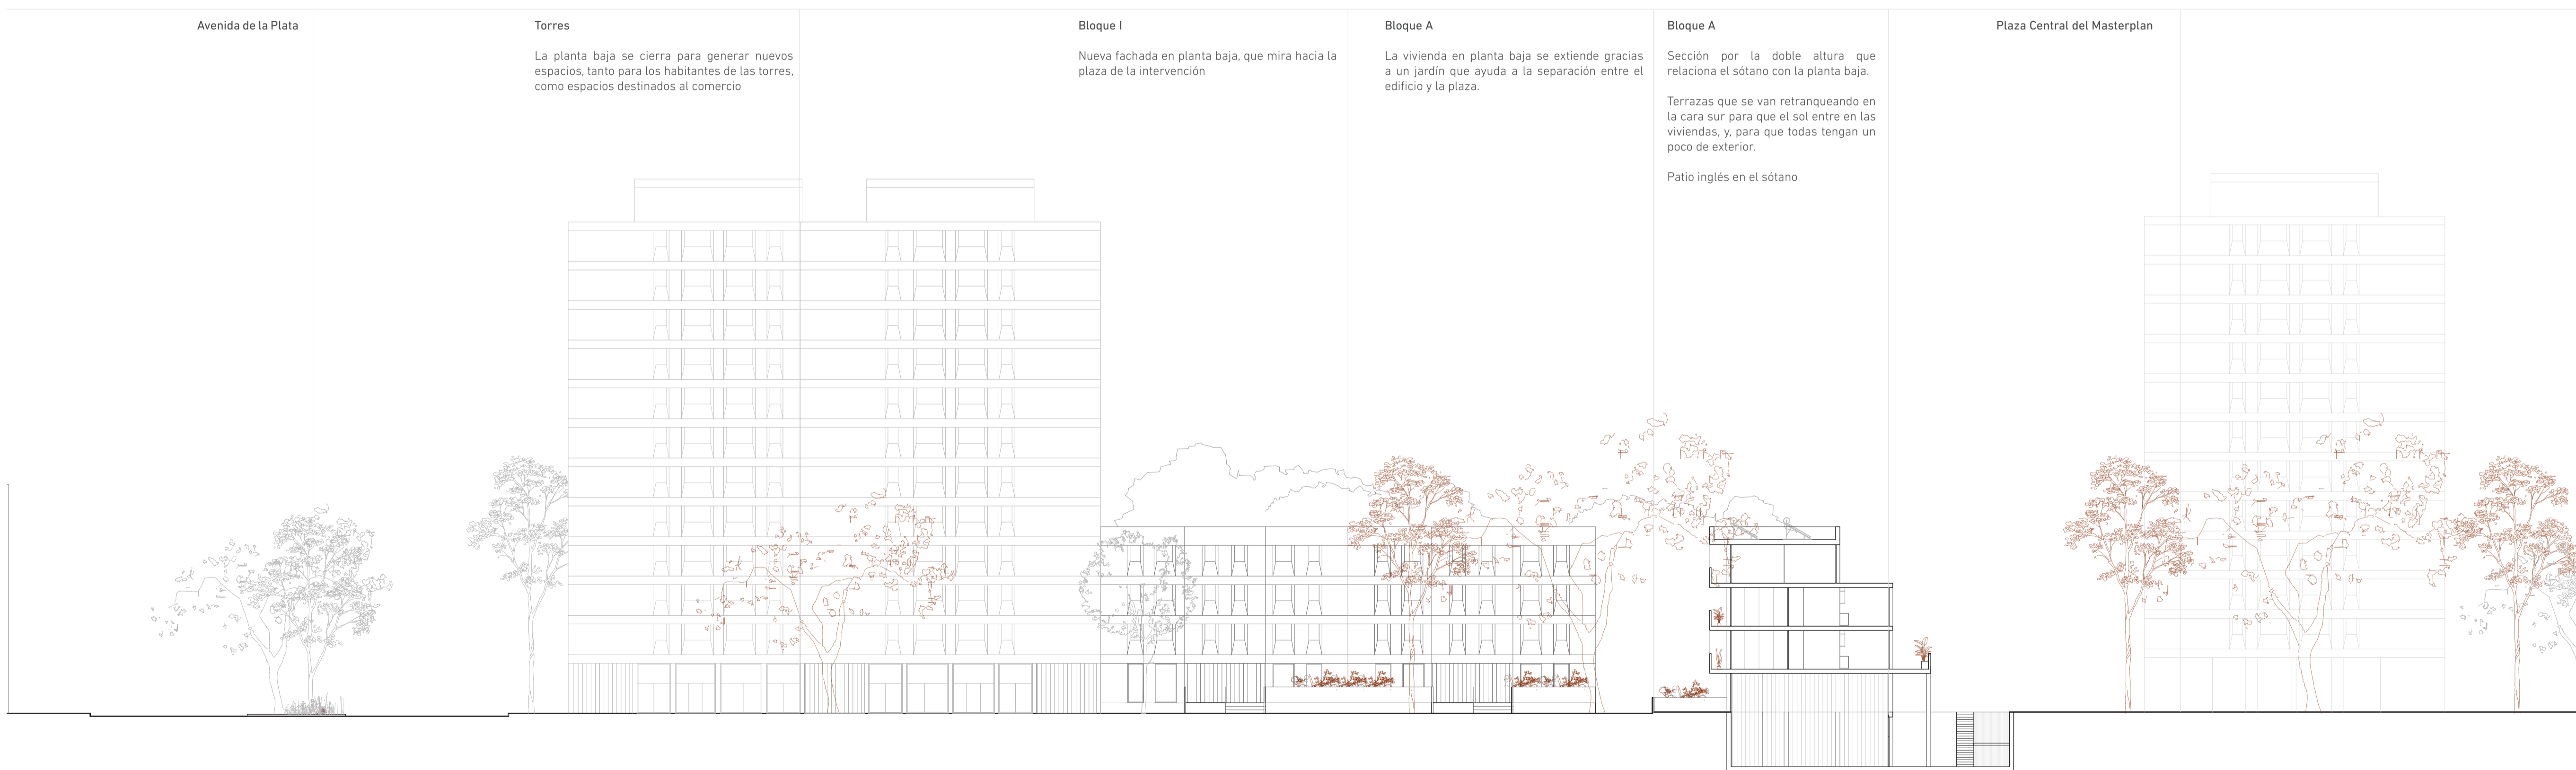 Avenida de la Plata
Torres
La planta baja se cierra para generar nuevos
espacios, tanto para los habitantes de las torres,
como espacios destinados al comercio
Bloque I
Nueva fachada en planta baja, que mira hacia la
plaza de la intervención
Bloque A
La vivienda en planta baja se extiende gracias
a un jardín que ayuda a la separación entre el
edificio y la plaza.
Bloque A
Sección por la doble altura que
relaciona el sótano con la planta baja.
Terrazas que se van retranqueando en
la cara sur para que el sol entre en las
viviendas, y, para que todas tengan un
poco de exterior.
Patio inglés en el sótano
Plaza Central del Masterplan